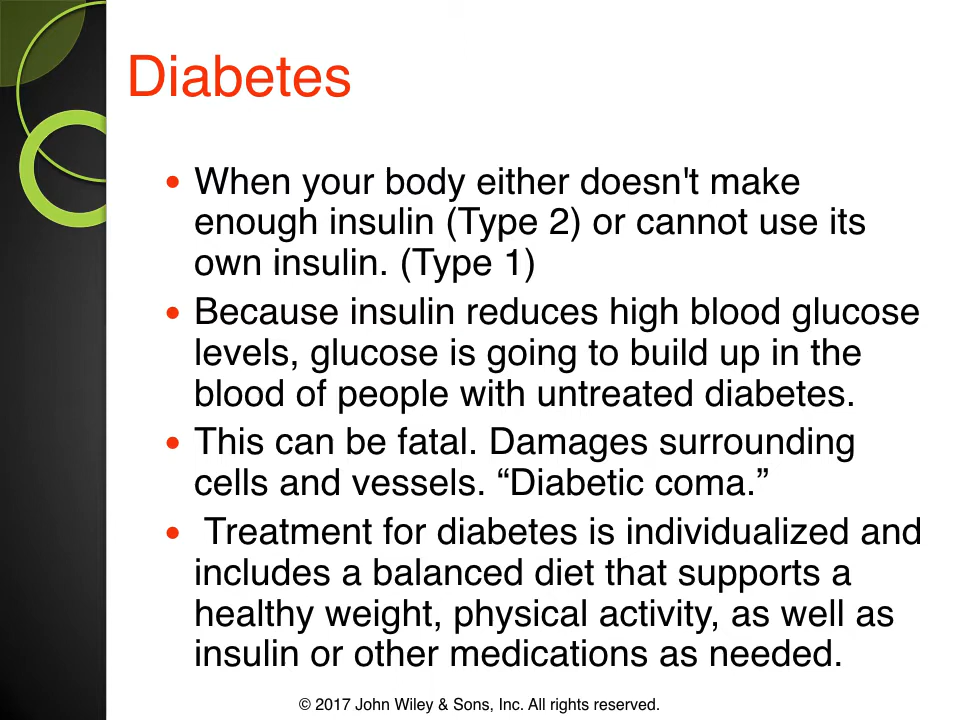 Diabetes
• When your body either doesn't make
enough insulin (Type 2) or cannot use its
own insulin. (Type 1)
• Because insulin reduces high blood glucose
levels, glucose is going to build up in the
blood of people with untreated diabetes.
• This can be fatal. Damages surrounding
cells and vessels. “Diabetic coma.”
• Treatment for diabetes is individualized and
includes a balanced diet that supports a
healthy weight, physical activity, as well as
insulin or other medications as needed.
© 2017 John Wiley & Sons, Inc. All rights reserved.